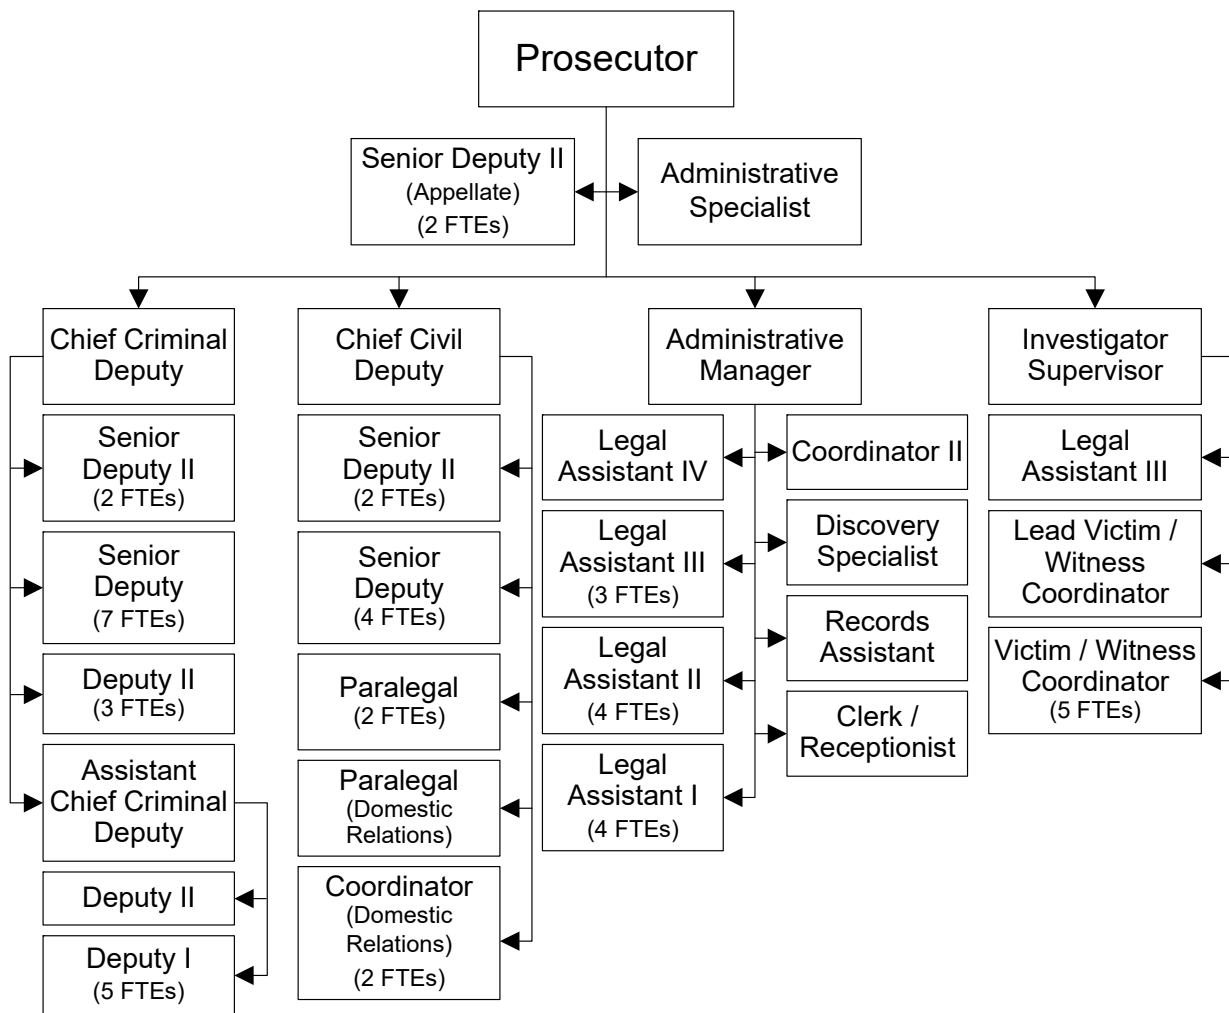 Prosecutor
Senior Deputy II
(Appellate)
(2 FTEs)
Administrative
Specialist
Chief Criminal
Deputy
Senior
Deputy II
(2 FTEs)
Senior
Deputy
(7 FTEs)
Deputy II
(3 FTEs)
Assistant
Chief Criminal
Deputy
Deputy II
Deputy I
(5 FTEs)
Chief Civil
Deputy
Senior
Deputy II
(2 FTEs)
Senior
Deputy
(4 FTEs)
Paralegal
(2 FTEs)
Paralegal
(Domestic
Relations)
Coordinator
(Domestic
Relations)
(2 FTEs)
Administrative
Manager
Legal
Assistant IV
Legal
Assistant III
(3 FTEs)
Legal
Assistant II
(4 FTEs)
Legal
Assistant I
(4 FTEs)
Coordinator II
Discovery
Specialist
Records
Assistant
Clerk /
Receptionist
Investigator
Supervisor
Legal
Assistant III
Lead Victim /
Witness
Coordinator
Victim / Witness
Coordinator
(5 FTEs)